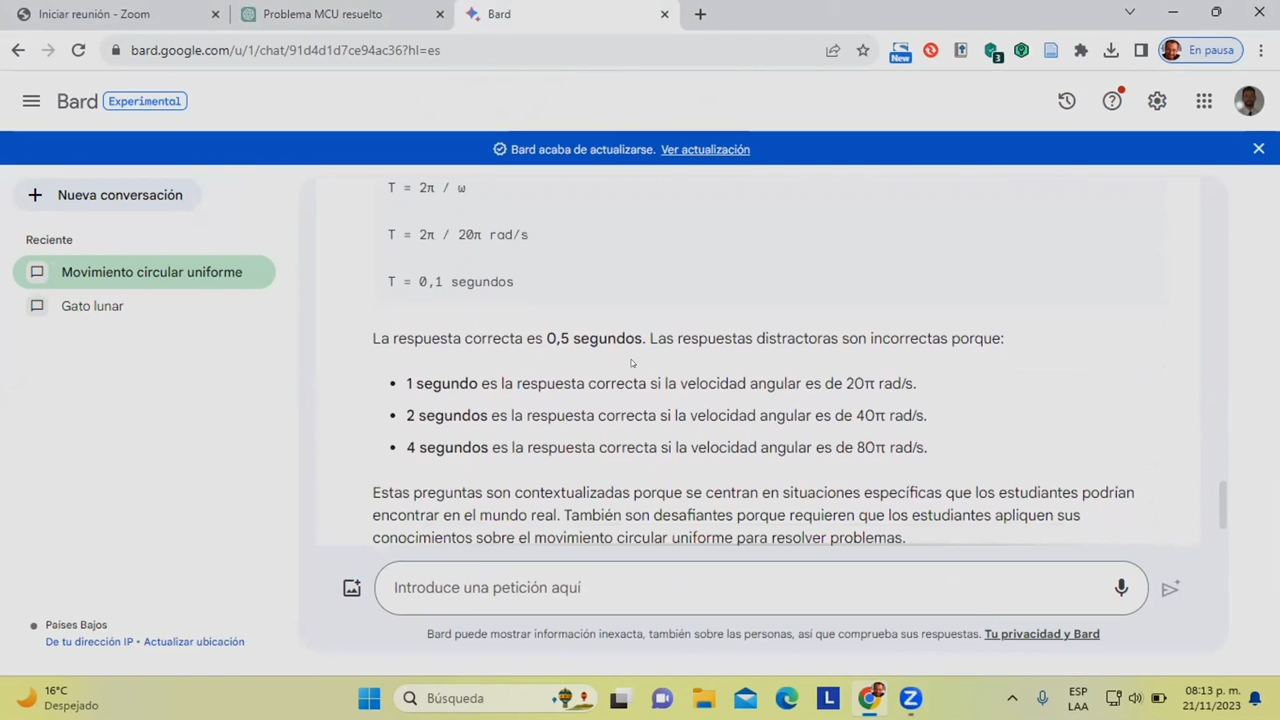 Iniciar reunión - Zoom
Problema MCU resuelto
Bard
bard.google.com/u/1/chat/91d4d1d7ce94ac36?hl=es
New
3
En pausa
Bard Experimental
Bard acaba de actualizarse. Ver actualización
Nueva conversación
Reciente
Movimiento circular uniforme
Gato lunar
T = 2π / ω
T = 2π / 20π rad/s
T = 0,1 segundos
La respuesta correcta es 0,5 segundos. Las respuestas distractoras son incorrectas porque:
• 1 segundo es la respuesta correcta si la velocidad angular es de 20π rad/s.
• 2 segundos es la respuesta correcta si la velocidad angular es de 40π rad/s.
• 4 segundos es la respuesta correcta si la velocidad angular es de 80π rad/s.
Estas preguntas son contextualizadas porque se centran en situaciones específicas que los estudiantes podrían
encontrar en el mundo real. También son desafiantes porque requieren que los estudiantes apliquen sus
conocimientos sobre el movimiento circular uniforme para resolver problemas.
Introduce una petición aquí
Bard puede mostrar información inexacta, también sobre las personas, así que comprueba sus respuestas. Tu privacidad y Bard
Países Bajos
De tu dirección IP • Actualizar ubicación
16°C
Despejado
Búsqueda
ESP
LAA
08:13 p. m.
21/11/2023